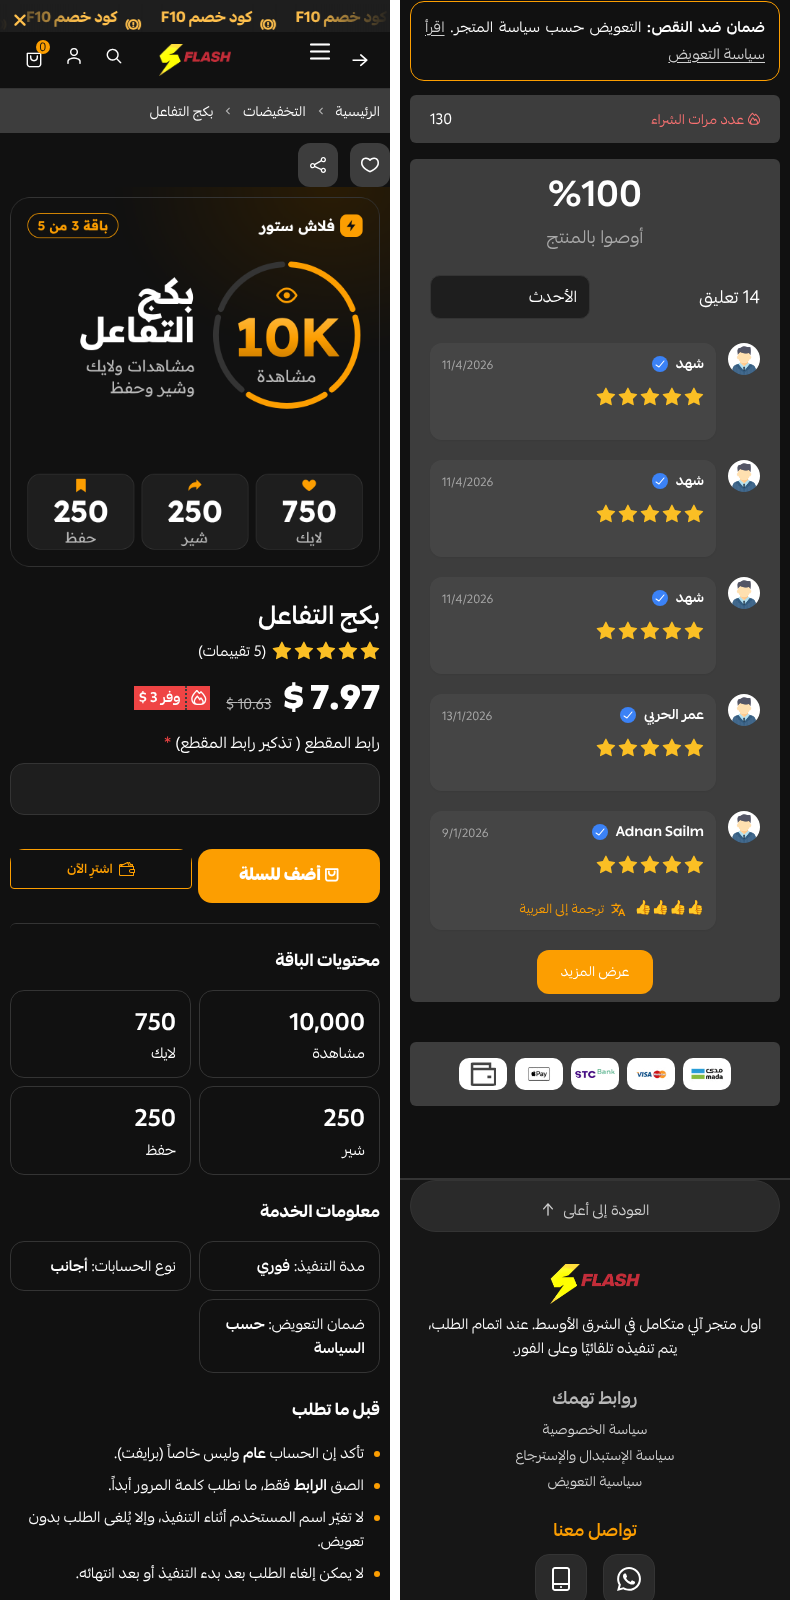 كود خصم F10
كود خصم F10
كود خصم F10
FLASH
0
الرئيسية
التخفيضات
بكج التفاعل
فلاش ستور
باقة 3 من 5
بكج
التفاعل
مشاهدات ولايك
وشير وحفظ
10K
مشاهدة
750
لايك
250
شير
250
حفظ
بكج التفاعل
(5 تقييمات)
$ 7.97
$ 10.63
وفر 3 $
رابط المقطع ( تذكير رابط المقطع) *
أضف للسلة
اشترِ الآن
محتويات الباقة
10,000
مشاهدة
750
لايك
250
شير
250
حفظ
معلومات الخدمة
مدة التنفيذ: فوري
نوع الحسابات: أجانب
ضمان التعويض: حسب
السياسة
قبل ما تطلب
تأكد إن الحساب عام وليس خاصاً (برايفت).
الصق الرابط فقط، ما نطلب كلمة المرور أبداً.
لا تغيّر اسم المستخدم أثناء التنفيذ، وإلا يُلغى الطلب بدون
تعويض.
لا يمكن إلغاء الطلب بعد بدء التنفيذ أو بعد انتهائه.
ضمان ضد النقص: التعويض حسب سياسة المتجر. اقرأ
سياسة التعويض
عدد مرات الشراء
130
%100
أوصوا بالمنتج
14 تعليق
الأحدث
شهد
11/4/2026
شهد
11/4/2026
شهد
11/4/2026
عمر الحربي
13/1/2026
Adnan Sailm
9/1/2026
👍👍👍👍 ترجمة إلى العربية
عرض المزيد
مدى
mada
VISA
STC Bank
Pay
العودة إلى أعلى
FLASH
اول متجر آلي متكامل في الشرق الأوسط، عند اتمام الطلب،
يتم تنفيذه تلقائيًا وعلى الفور.
روابط تهمك
سياسة الخصوصية
سياسة الإستبدال والإسترجاع
سياسية التعويض
تواصل معنا